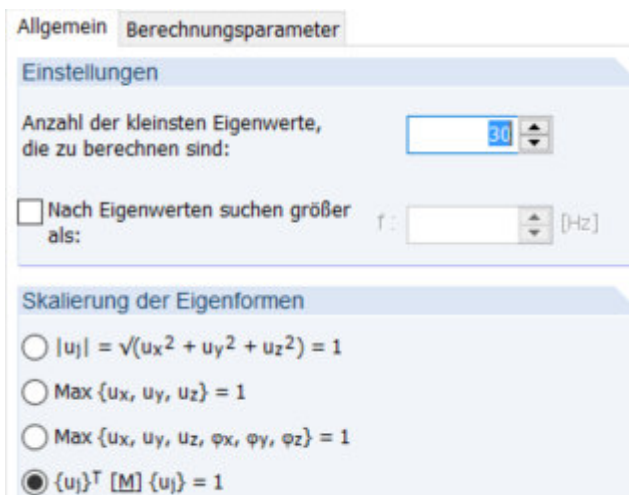 Allgemein Berechnungsparameter
Einstellungen
Anzahl der kleinsten Eigenwerte,
die zu berechnen sind: 30
Nach Eigenwerten suchen größer f : [Hz]
als:
Skalierung der Eigenformen
|uj| = √(ux² + uy² + uz²) = 1
Max {ux, uy, uz} = 1
Max {ux, uy, uz, φx, φy, φz} = 1
{uj}ᵀ [M] {uj} = 1